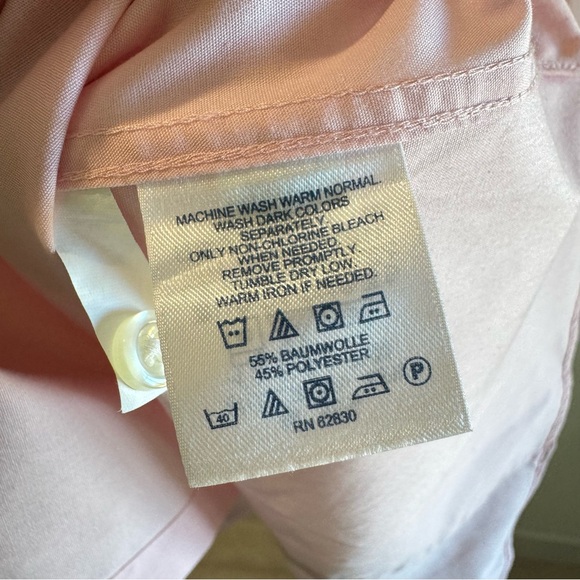 MACHINE WASH WARM NORMAL.
WASH DARK COLORS
SEPARATELY.
ONLY NON-CHLORINE BLEACH
WHEN NEEDED.
REMOVE PROMPTLY.
TUMBLE DRY LOW.
WARM IRON IF NEEDED.
55% BAUMWOLLE
45% POLYESTER
40 P
RN 82830